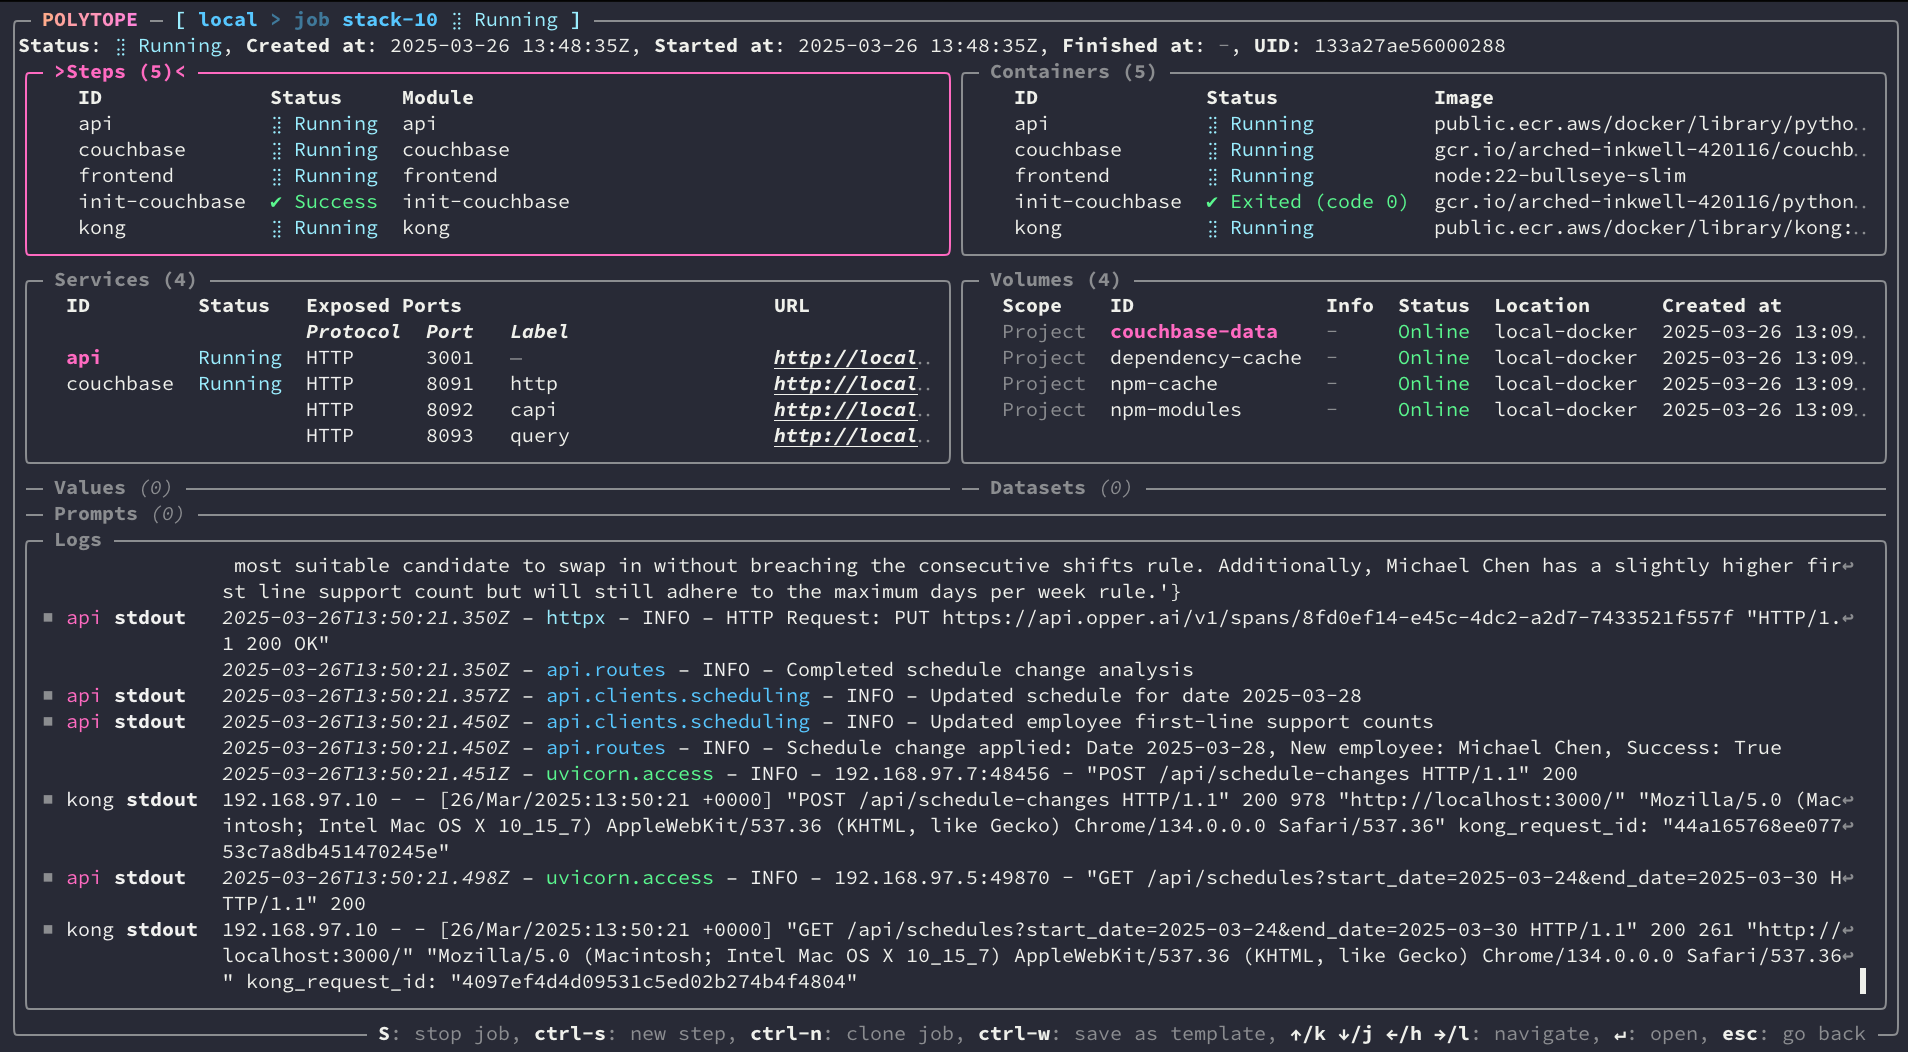 POLYTOPE — [ local > job stack-10 ⣻ Running ]
Status: ⣻ Running, Created at: 2025-03-26 13:48:35Z, Started at: 2025-03-26 13:48:35Z, Finished at: -, UID: 133a27ae56000288
>Steps (5)<
ID Status Module
api ⣻ Running api
couchbase ⣻ Running couchbase
frontend ⣻ Running frontend
init-couchbase ✔ Success init-couchbase
kong ⣻ Running kong
Containers (5)
ID Status Image
api ⣻ Running public.ecr.aws/docker/library/pytho..
couchbase ⣻ Running gcr.io/arched-inkwell-420116/couchb..
frontend ⣻ Running node:22-bullseye-slim
init-couchbase ✔ Exited (code 0) gcr.io/arched-inkwell-420116/python..
kong ⣻ Running public.ecr.aws/docker/library/kong:..
Services (4)
ID Status Exposed Ports URL
Protocol Port Label
api Running HTTP 3001 – http://local..
couchbase Running HTTP 8091 http http://local..
HTTP 8092 capi http://local..
HTTP 8093 query http://local..
Volumes (4)
Scope ID Info Status Location Created at
Project couchbase-data - Online local-docker 2025-03-26 13:09..
Project dependency-cache - Online local-docker 2025-03-26 13:09..
Project npm-cache - Online local-docker 2025-03-26 13:09..
Project npm-modules - Online local-docker 2025-03-26 13:09..
Values (0)
Datasets (0)
Prompts (0)
Logs
most suitable candidate to swap in without breaching the consecutive shifts rule. Additionally, Michael Chen has a slightly higher fir↩
st line support count but will still adhere to the maximum days per week rule.'}
■ api stdout 2025-03-26T13:50:21.350Z – httpx – INFO – HTTP Request: PUT https://api.opper.ai/v1/spans/8fd0ef14-e45c-4dc2-a2d7-7433521f557f "HTTP/1.↩
1 200 OK"
2025-03-26T13:50:21.350Z – api.routes – INFO – Completed schedule change analysis
■ api stdout 2025-03-26T13:50:21.357Z – api.clients.scheduling – INFO – Updated schedule for date 2025-03-28
■ api stdout 2025-03-26T13:50:21.450Z – api.clients.scheduling – INFO – Updated employee first-line support counts
2025-03-26T13:50:21.450Z – api.routes – INFO – Schedule change applied: Date 2025-03-28, New employee: Michael Chen, Success: True
2025-03-26T13:50:21.451Z – uvicorn.access – INFO – 192.168.97.7:48456 - "POST /api/schedule-changes HTTP/1.1" 200
■ kong stdout 192.168.97.10 - - [26/Mar/2025:13:50:21 +0000] "POST /api/schedule-changes HTTP/1.1" 200 978 "http://localhost:3000/" "Mozilla/5.0 (Mac↩
intosh; Intel Mac OS X 10_15_7) AppleWebKit/537.36 (KHTML, like Gecko) Chrome/134.0.0.0 Safari/537.36" kong_request_id: "44a165768ee077↩
53c7a8db451470245e"
■ api stdout 2025-03-26T13:50:21.498Z – uvicorn.access – INFO – 192.168.97.5:49870 - "GET /api/schedules?start_date=2025-03-24&end_date=2025-03-30 H↩
TTP/1.1" 200
■ kong stdout 192.168.97.10 - - [26/Mar/2025:13:50:21 +0000] "GET /api/schedules?start_date=2025-03-24&end_date=2025-03-30 HTTP/1.1" 200 261 "http://↩
localhost:3000/" "Mozilla/5.0 (Macintosh; Intel Mac OS X 10_15_7) AppleWebKit/537.36 (KHTML, like Gecko) Chrome/134.0.0.0 Safari/537.36↩
" kong_request_id: "4097ef4d4d09531c5ed02b274b4f4804"
S: stop job, ctrl-s: new step, ctrl-n: clone job, ctrl-w: save as template, ↑/k ↓/j ←/h →/l: navigate, ↵: open, esc: go back